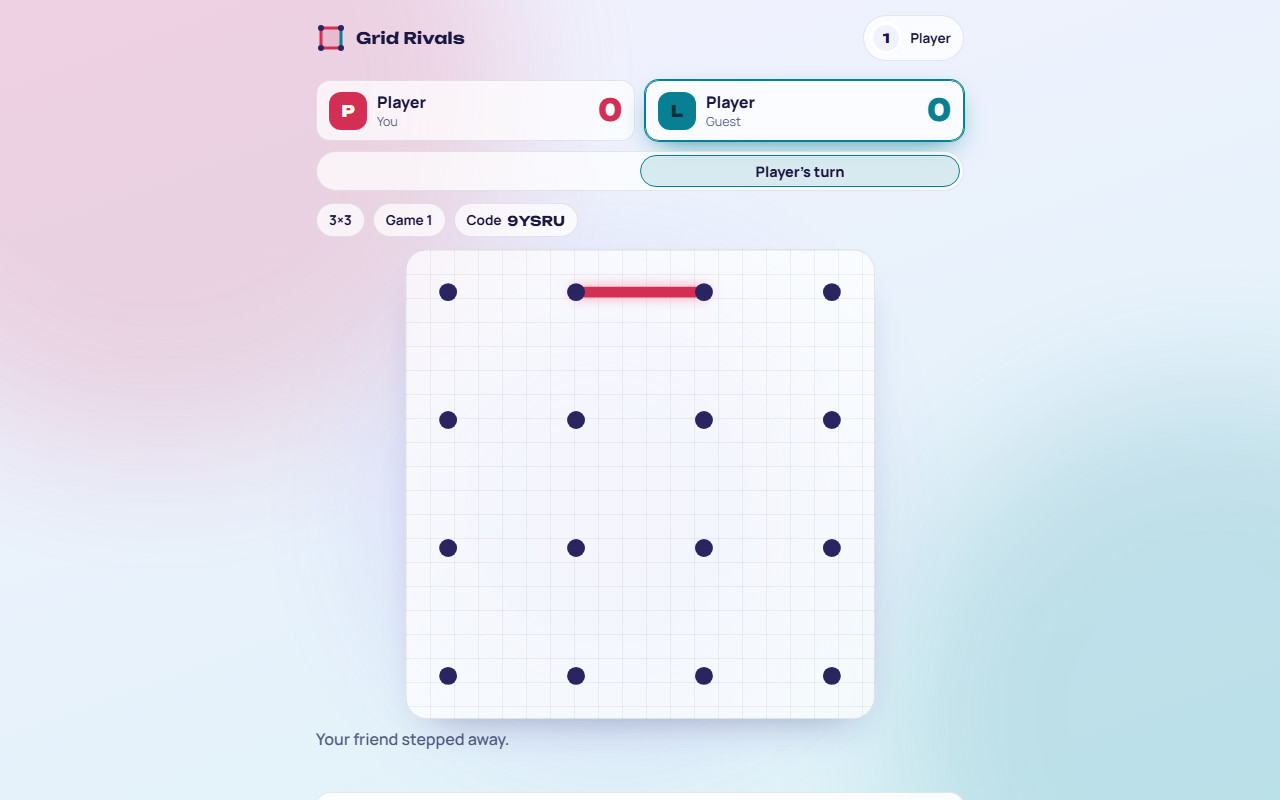 Grid Rivals
1 Player
P Player 0
You
L Player 0
Guest
Player's turn
3×3 Game 1 Code 9YSRU
Your friend stepped away.